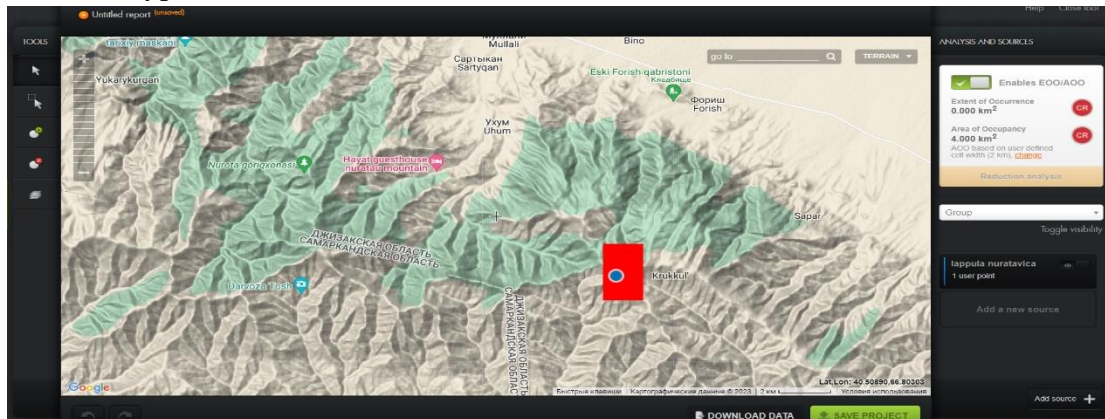 Untitled report (unsaved)
Help Close tool
TOOLS
ANALYSIS AND SOURCES
tarixiy maskani
Mullali
Bino
Сартыкан
Sartyqan
go to
TERRAIN
Yukarykurgan
Eski Forish qabristoni
Кладбище
Фориш
Forish
Ухум
Uhum
Hayat guesthouse
nuratau mountain
ДЖИЗАКСКАЯ ОБЛАСТЬ
САМАРКАНДСКАЯ ОБЛАСТЬ
Sapar
Krukkul'
Darvoza Tosh
ДЖИЗАКСКАЯ ОБЛАСТЬ
САМАРКАНДСКАЯ ОБЛАСТЬ
Google
Lat,Lon: 40.50890,66.80303
Быстрые клавиши
Картографические данные © 2023
2 км
Условия использования
DOWNLOAD DATA
SAVE PROJECT
Enables EOO/AOO
Extent of Occurrence
0.000 km²
CR
Area of Occupancy
4.000 km²
CR
AOO based on user defined
cell width (2 km), change
Reduction analysis
Group
Toggle visibility
lappula nuratavica
1 user point
Add a new source
Add source +